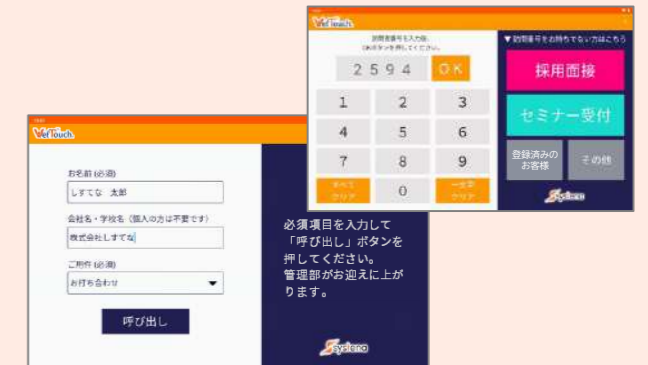 WelTouch
訪問者番号を入力後、
OKボタンを押してください。
2594
OK
1 2 3
4 5 6
7 8 9
すべて
クリア
0
一文字
クリア
▼訪問番号をお持ちでない方はこちら
採用面接
セミナー受付
登録済みの
お客様
その他
Systena
WelTouch
お名前 (必須)
しすてな 太郎
会社名・学校名 (個人の方は不要です)
株式会社しすてな
ご用件 (必須)
お打ち合わせ
呼び出し
必須項目を入力して
「呼び出し」ボタンを
押してください。
管理部がお迎えに上が
ります。
Systena